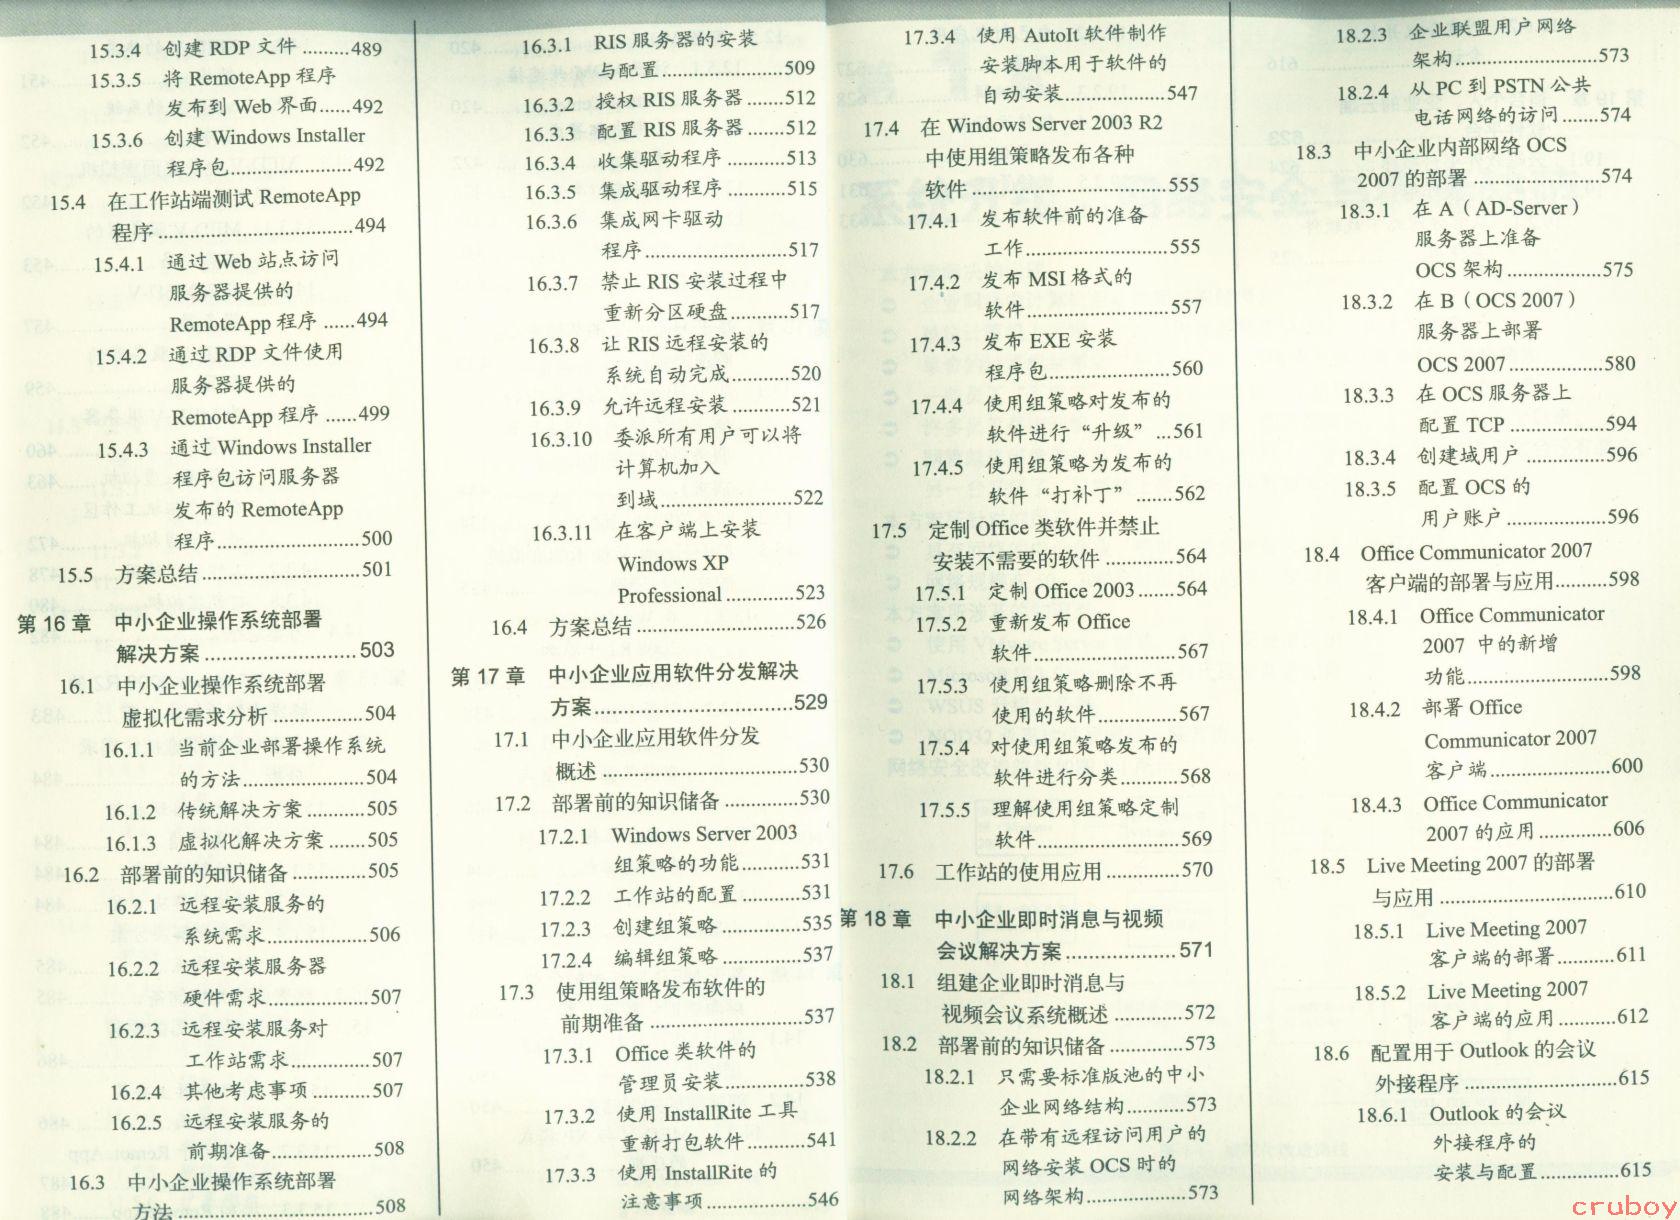 15.3.4 创建 RDP 文件 ........489
15.3.5 将 RemoteApp 程序
发布到 Web 界面......492
15.3.6 创建 Windows Installer
程序包.....................492
15.4 在工作站端测试 RemoteApp
程序..................................494
15.4.1 通过 Web 站点访问
服务器提供的
RemoteApp 程序 ......494
15.4.2 通过 RDP 文件使用
服务器提供的
RemoteApp 程序 ......499
15.4.3 通过 Windows Installer
程序包访问服务器
发布的 RemoteApp
程序.........................500
15.5 方案总结............................501
第 16 章 中小企业操作系统部署
解决方案........................503
16.1 中小企业操作系统部署
虚拟化需求分析................504
16.1.1 当前企业部署操作系统
的方法......................504
16.1.2 传统解决方案..........505
16.1.3 虚拟化解决方案......505
16.2 部署前的知识储备..................505
16.2.1 远程安装服务的
系统需求..................506
16.2.2 远程安装服务器
硬件需求..................507
16.2.3 远程安装服务对
工作站需求..............507
16.2.4 其他考虑事项..........507
16.2.5 远程安装服务的
前期准备..................508
16.3 中小企业操作系统部署
方法..................................508
16.3.1 RIS 服务器的安装
与配置.....................509
16.3.2 授权 RIS 服务器.......512
16.3.3 配置 RIS 服务器.......512
16.3.4 收集驱动程序..........513
16.3.5 集成驱动程序..........515
16.3.6 集成网卡驱动
程序.........................517
16.3.7 禁止 RIS 安装过程中
重新分区硬盘..........517
16.3.8 让 RIS 远程安装的
系统自动完成..........520
16.3.9 允许远程安装..........521
16.3.10 委派所有用户可以将
计算机加入
到域.......................522
16.3.11 在客户端上安装
Windows XP
Professional............523
16.4 方案总结............................526
第 17 章 中小企业应用软件分发解决
方案................................529
17.1 中小企业应用软件分发
概述..................................530
17.2 部署前的知识储备.............530
17.2.1 Windows Server 2003
组策略的功能..........531
17.2.2 工作站的配置..........531
17.2.3 创建组策略..............535
17.2.4 编辑组策略..............537
17.3 使用组策略发布软件的
前期准备............................537
17.3.1 Office 类软件的
管理员安装..............538
17.3.2 使用 InstallRite 工具
重新打包软件..........541
17.3.3 使用 InstallRite 的
注意事项..................546
17.3.4 使用 AutoIt 软件制作
安装脚本用于软件的
自动安装..................547
17.4 在 Windows Server 2003 R2
中使用组策略发布各种
软件..................................555
17.4.1 发布软件前的准备
工作.........................555
17.4.2 发布 MSI 格式的
软件.........................557
17.4.3 发布 EXE 安装
程序包.....................560
17.4.4 使用组策略对发布的
软件进行“升级”...561
17.4.5 使用组策略为发布的
软件“打补丁”.......562
17.5 定制 Office 类软件并禁止
安装不需要的软件............564
17.5.1 定制 Office 2003.......564
17.5.2 重新发布 Office
软件.........................567
17.5.3 使用组策略删除不再
使用的软件..............567
17.5.4 对使用组策略发布的
软件进行分类..........568
17.5.5 理解使用组策略定制
软件.........................569
17.6 工作站的使用应用.............570
第 18 章 中小企业即时消息与视频
会议解决方案.....................571
18.1 组建企业即时消息与
视频会议系统概述............572
18.2 部署前的知识储备.............573
18.2.1 只需要标准版池的中小
企业网络结构..........573
18.2.2 在带有远程访问用户的
网络安装 OCS 时的
网络架构..................573
18.2.3 企业联盟用户网络
架构.........................573
18.2.4 从 PC 到 PSTN 公共
电话网络的访问......574
18.3 中小企业内部网络 OCS
2007 的部署.......................574
18.3.1 在 A（AD-Server）
服务器上准备
OCS 架构..................575
18.3.2 在 B（OCS 2007）
服务器上部署
OCS 2007..................580
18.3.3 在 OCS 服务器上
配置 TCP..................594
18.3.4 创建域用户..............596
18.3.5 配置 OCS 的
用户账户..................596
18.4 Office Communicator 2007
客户端的部署与应用..........598
18.4.1 Office Communicator
2007 中的新增
功能.........................598
18.4.2 部署 Office
Communicator 2007
客户端.....................600
18.4.3 Office Communicator
2007 的应用.............606
18.5 Live Meeting 2007 的部署
与应用...............................610
18.5.1 Live Meeting 2007
客户端的部署..........611
18.5.2 Live Meeting 2007
客户端的应用..........612
18.6 配置用于 Outlook 的会议
外接程序............................615
18.6.1 Outlook 的会议
外接程序的
安装与配置..............615
cruboy